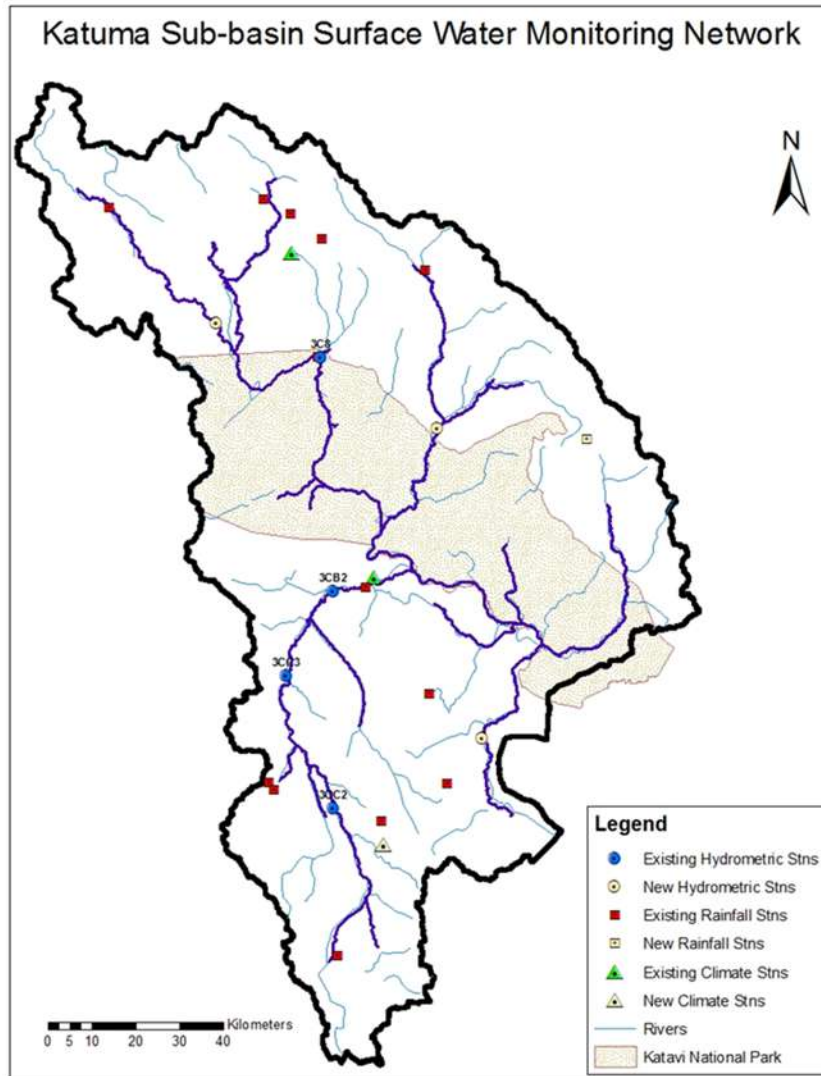 Katuma Sub-basin Surface Water Monitoring Network
N
3C8
3CB2
3CC3
3CC2
Legend
Existing Hydrometric Stns
New Hydrometric Stns
Existing Rainfall Stns
New Rainfall Stns
Existing Climate Stns
New Climate Stns
Rivers
Katavi National Park
Kilometers
0 5 10 20 30 40